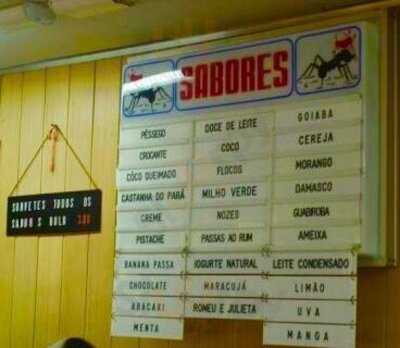 SABORES
PÊSSEGO
CROCANTE
CÔCO QUEIMADO
CASTANHA DO PARÁ
CREME
PISTACHE
BANANA PASSA
CHOCOLATE
ABACAXI
MENTA
DOCE DE LEITE
COCO
FLOCOS
MILHO VERDE
NOZES
PASSAS AO RUM
IOGURTE NATURAL
MARACUJÁ
ROMEU E JULIETA
GOIABA
CEREJA
MORANGO
DAMASCO
GUABIROBA
AMEIXA
LEITE CONDENSADO
LIMÃO
UVA
MANGA
SORVETES TODOS OS
BOLA